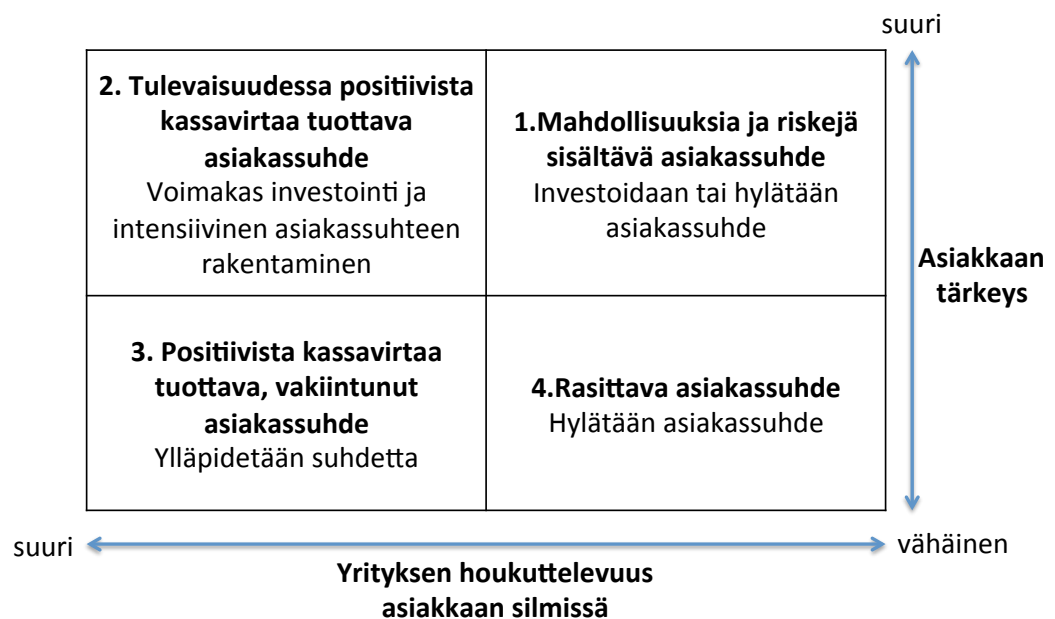 suuri
2. Tulevaisuudessa positiivista
kassavirtaa tuottava
asiakassuhde
Voimakas investointi ja
intensiivinen asiakassuhteen
rakentaminen
1.Mahdollisuuksia ja riskejä
sisältävä asiakassuhde
Investoidaan tai hylätään
asiakassuhde
Asiakkaan
tärkeys
3. Positiivista kassavirtaa
tuottava, vakiintunut
asiakassuhde
Ylläpidetään suhdetta
4.Rasittava asiakassuhde
Hylätään asiakassuhde
suuri
vähäinen
Yrityksen houkuttelevuus
asiakkaan silmissä